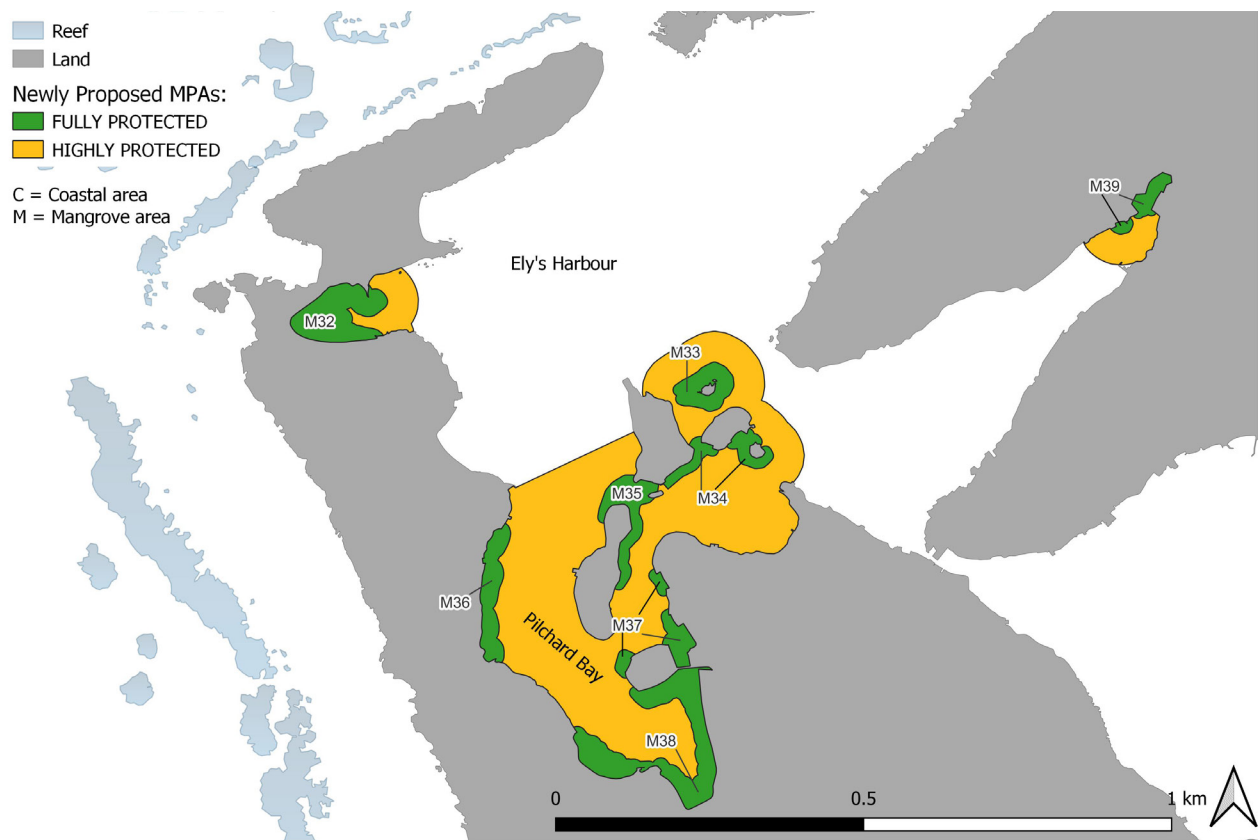 Reef
Land
Newly Proposed MPAs:
FULLY PROTECTED
HIGHLY PROTECTED
C = Coastal area
M = Mangrove area
M39
Ely's Harbour
M32
M33
M35
M34
M36
M37
Pilchard Bay
M38
0
0.5
1 km